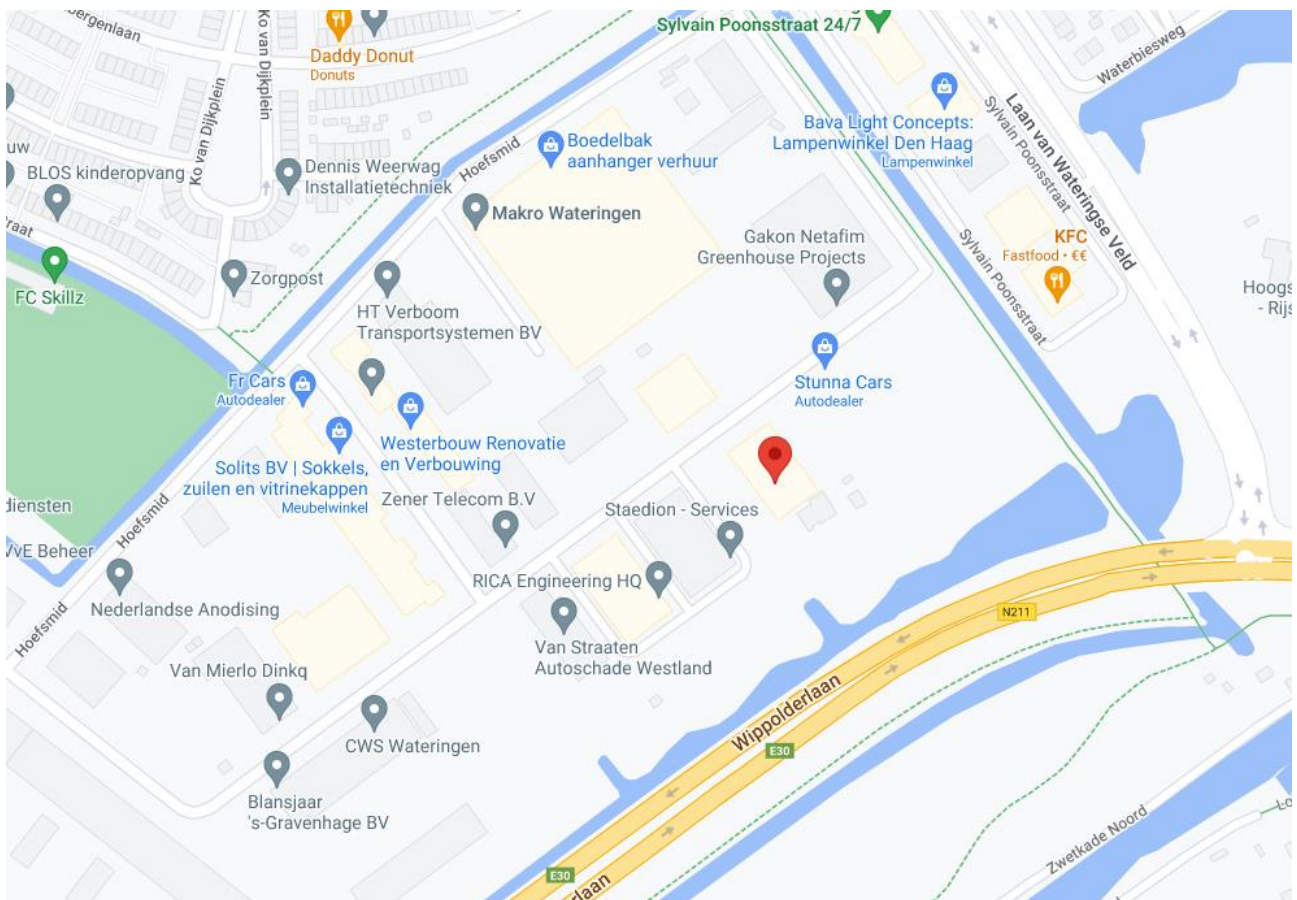 bergenlaan
Ko van Dijkplein
Daddy Donut
Donuts
Sylvain Poonsstraat 24/7
Waterbiesweg
Ko van Dijkplein
BLOS kinderopvang
Dennis Weerwag
Installatietechniek
Hoefsmid
Boedelbak
aanhanger verhuur
Bava Light Concepts:
Lampenwinkel Den Haag
Lampenwinkel
Sylvain Poonsstraat
Laan van Wateringse Veld
Makro Wateringen
Gakon Netafim
Greenhouse Projects
Sylvain Poonsstraat
KFC
Fastfood • €€
FC Skillz
Zorgpost
HT Verboom
Transportsystemen BV
Hoogs
- Rijs
Fr Cars
Autodealer
Stunna Cars
Autodealer
Westerbouw Renovatie
en Verbouwing
Solits BV | Sokkels,
zuilen en vitrinekappen
Meubelwinkel
Zener Telecom B.V
Staedion - Services
diensten
VvE Beheer
Hoefsmid
RICA Engineering HQ
Nederlandse Anodising
Hoefsmid
Van Straaten
Autoschade Westland
N211
Van Mierlo Dinkq
CWS Wateringen
Wippolderlaan
E30
Blansjaar
's-Gravenhage BV
Zwetkade Noord
E30